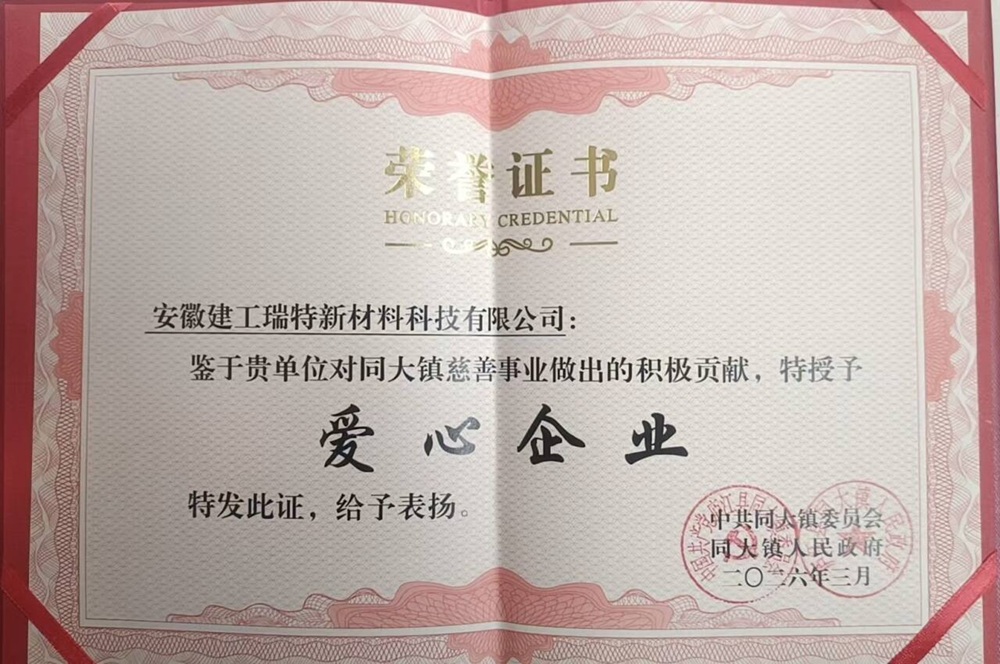 荣誉证书
HONORARY CREDENTIAL
安徽建工瑞特新材料科技有限公司：
鉴于贵单位对同大镇慈善事业做出的积极贡献，特授予
爱心企业
特发此证，给予表扬。
中共同大镇委员会
同大镇人民政府
二〇二六年三月